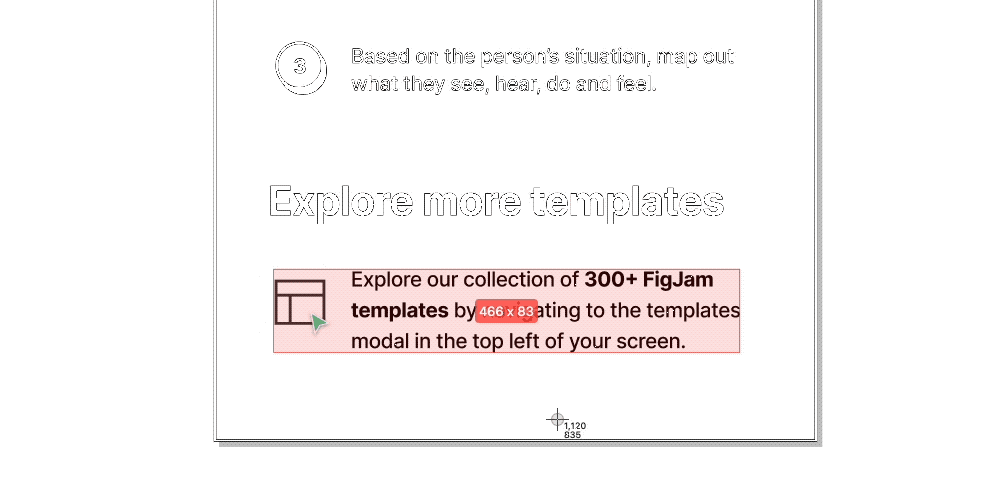 3
Based on the person's situation, map out
what they see, hear, do and feel.
Explore more templates
Explore our collection of 300+ FigJam
templates by navigating to the templates
466 x 83
modal in the top left of your screen.
1,120
835